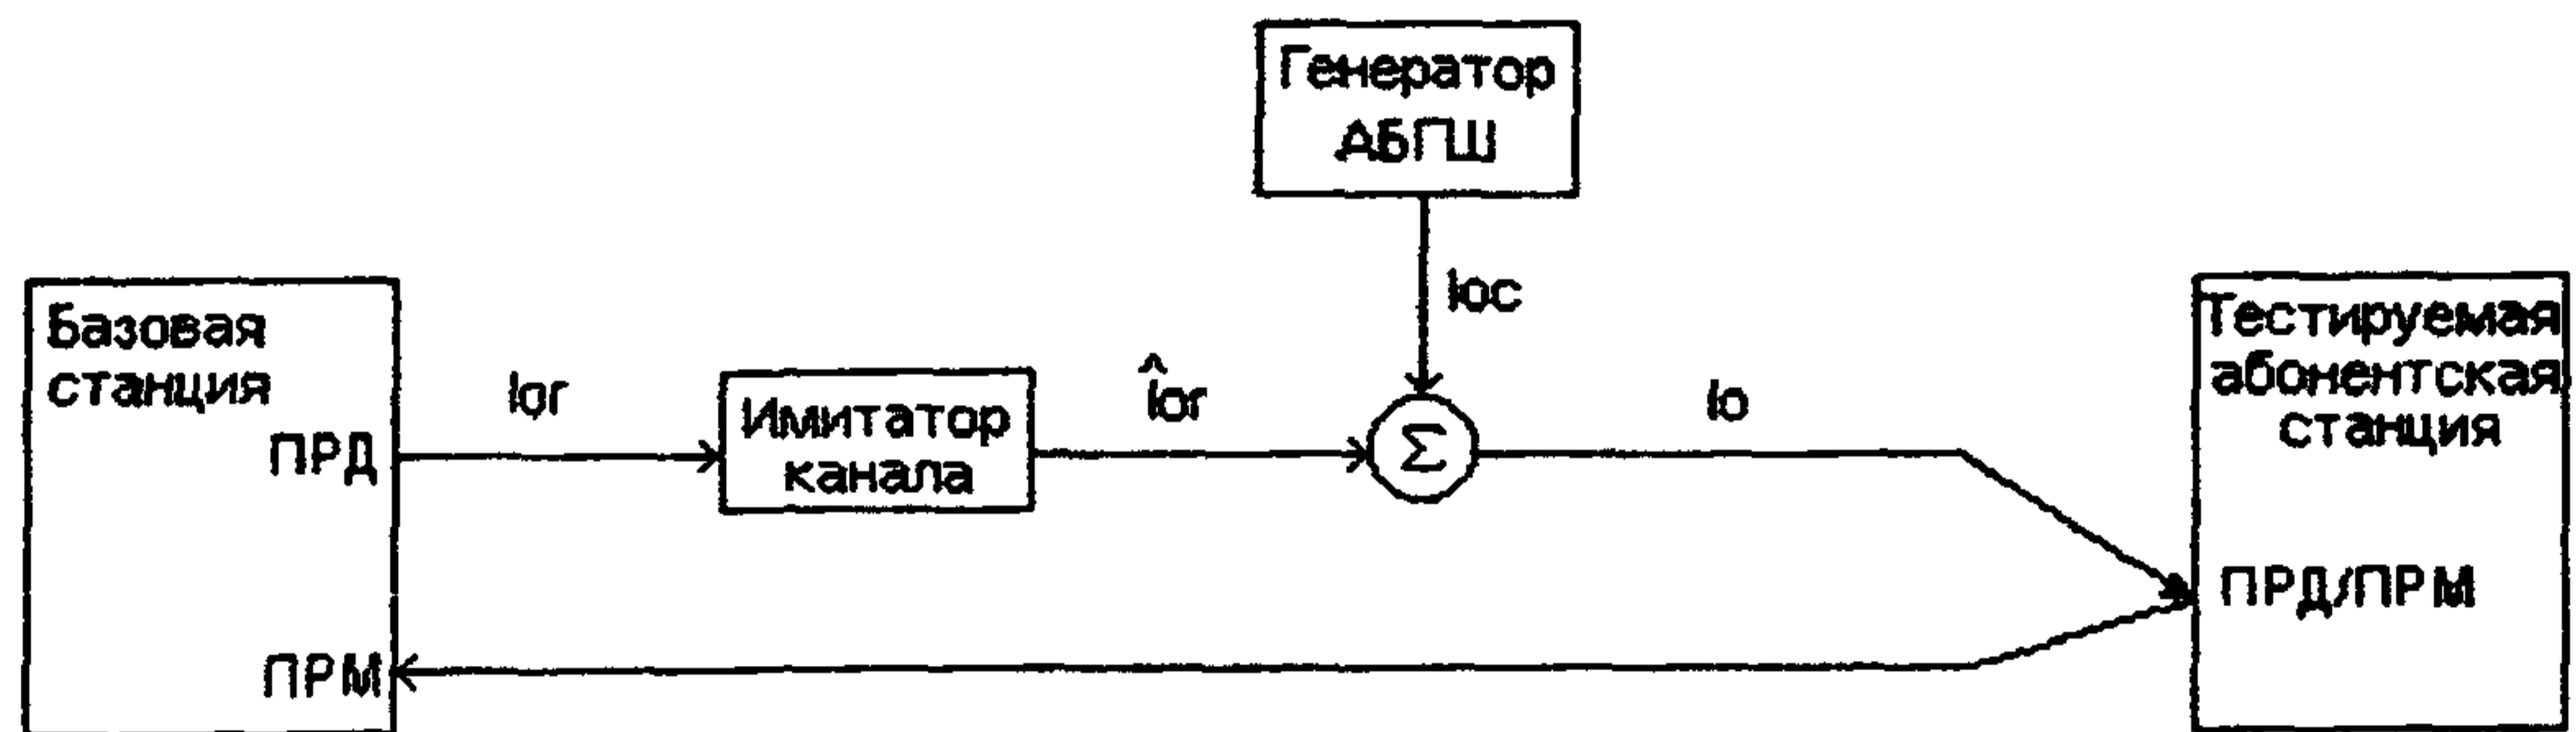 Генератор
АБГШ
Ioc
Базовая
станция
Ior
ПРД
ПРМ
Имитатор
канала
Îor
Σ
Io
Тестируемая
абонентская
станция
ПРД/ПРМ